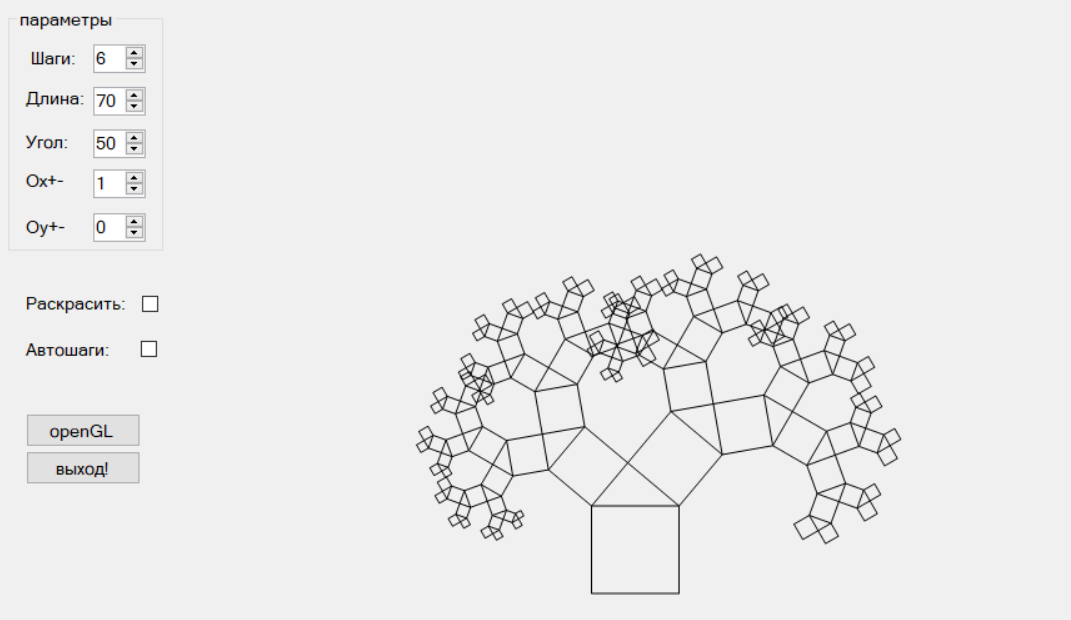 параметры
Шаги: 6
Длина: 70
Угол: 50
Ox+- 1
Oy+- 0
Раскрасить:
Автошаги:
openGL
выход!